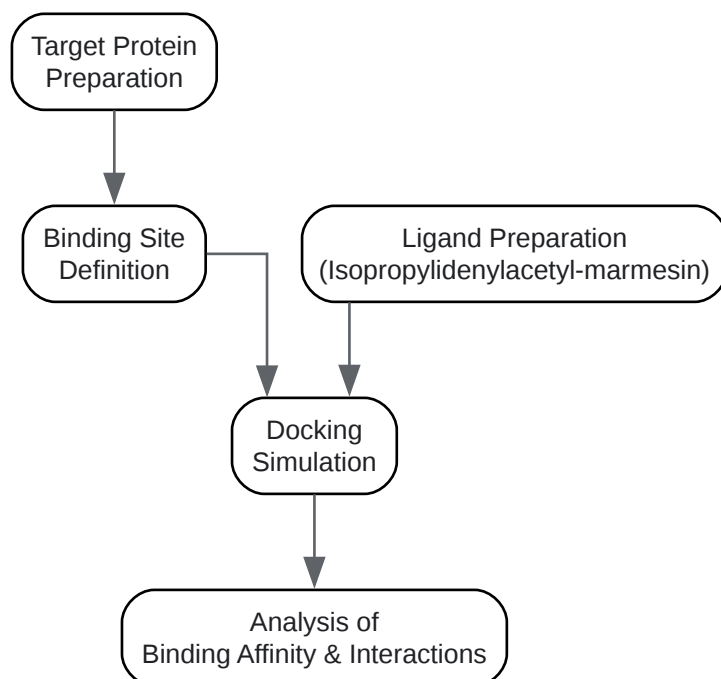 Target Protein
Preparation
Binding Site
Definition
Ligand Preparation
(Isopropylidenylacetyl-marmesin)
Docking
Simulation
Analysis of
Binding Affinity & Interactions